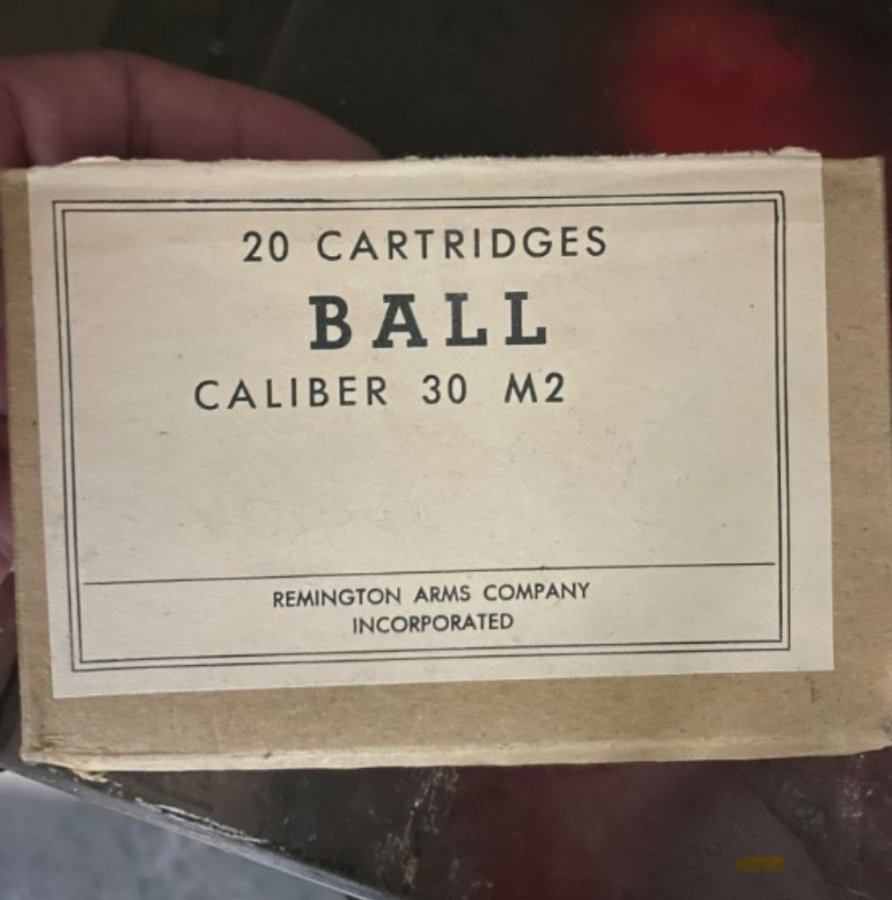 20 CARTRIDGES
BALL
CALIBER 30 M2
REMINGTON ARMS COMPANY
INCORPORATED